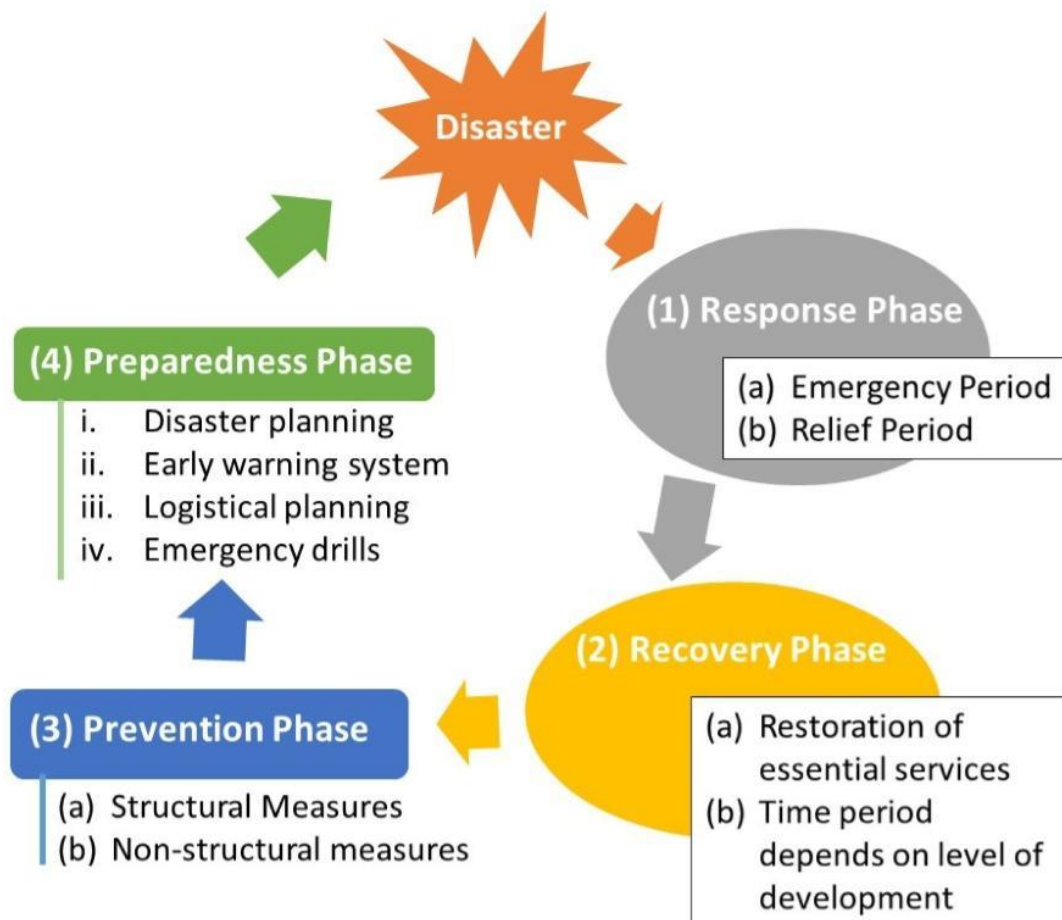 Disaster
(1) Response Phase
(a) Emergency Period
(b) Relief Period
(2) Recovery Phase
(a) Restoration of
essential services
(b) Time period
depends on level of
development
(3) Prevention Phase
(a) Structural Measures
(b) Non-structural measures
(4) Preparedness Phase
i. Disaster planning
ii. Early warning system
iii. Logistical planning
iv. Emergency drills